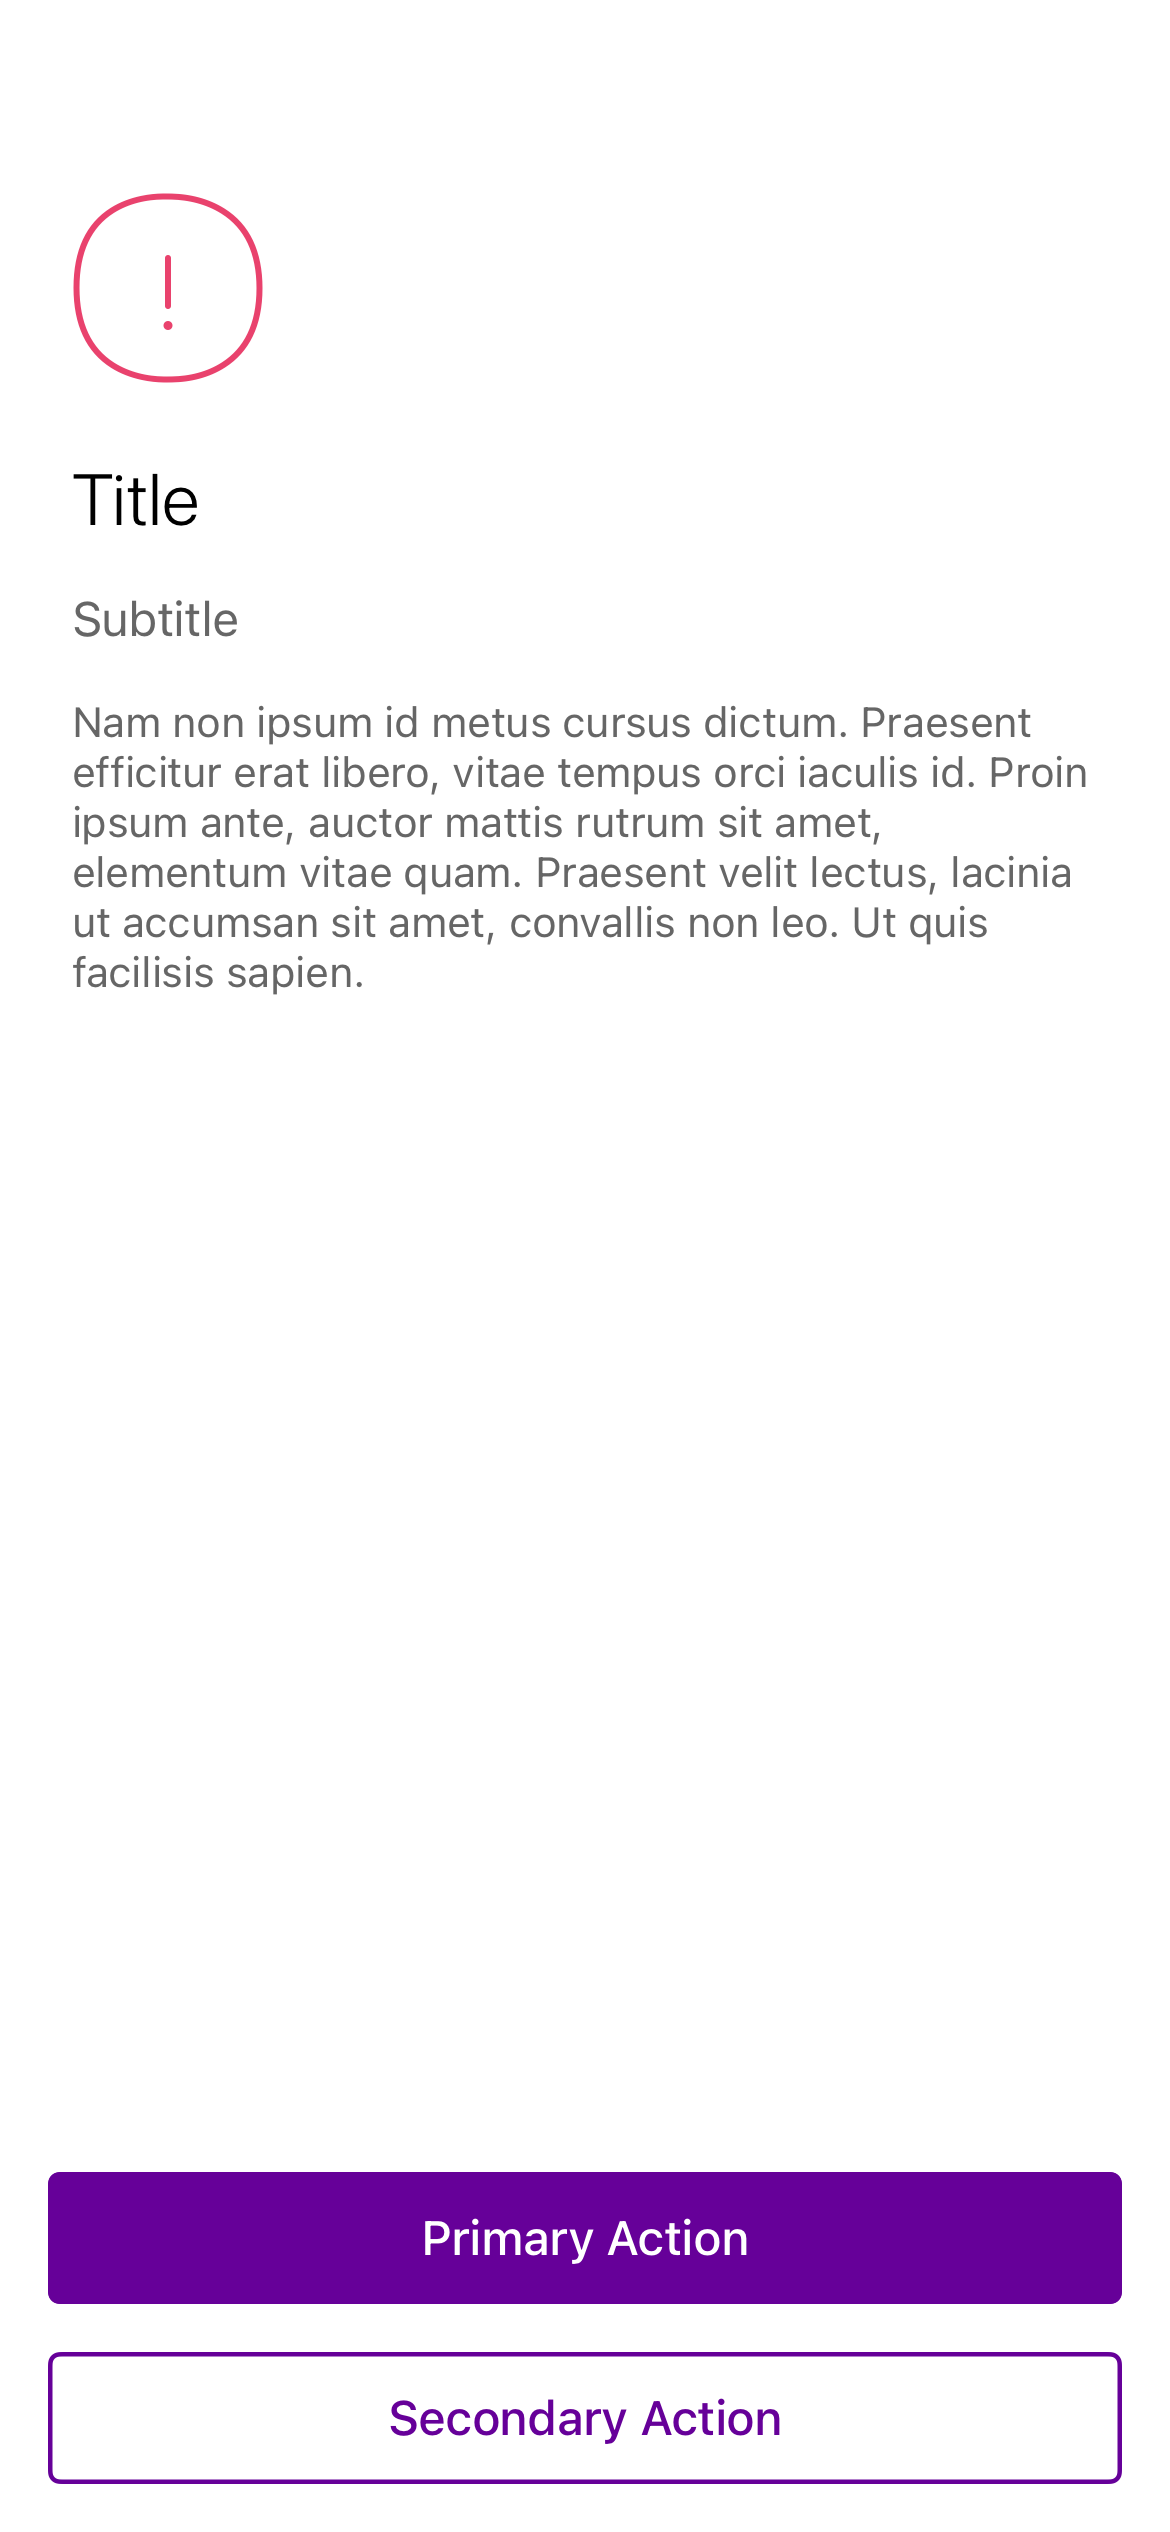 Title
Subtitle
Nam non ipsum id metus cursus dictum. Praesent
efficitur erat libero, vitae tempus orci iaculis id. Proin
ipsum ante, auctor mattis rutrum sit amet,
elementum vitae quam. Praesent velit lectus, lacinia
ut accumsan sit amet, convallis non leo. Ut quis
facilisis sapien.
Primary Action
Secondary Action